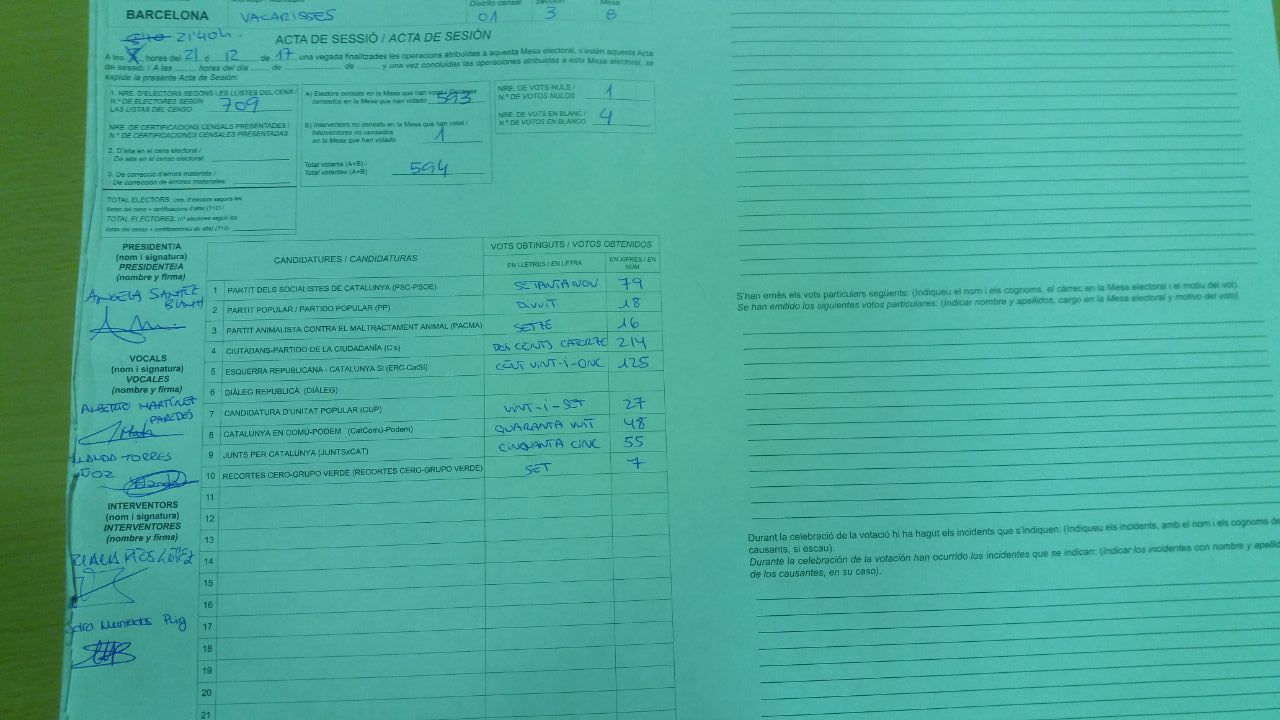 Distrito censal
Mesa
BARCELONA VACARISSES 01 3 B
21'40h.
ACTA DE SESSIÓ / ACTA DE SESIÓN
A les hores del 21 d 12 de 17 una vegada finalitzades les operacions atribuïdes a aquesta Mesa electoral, s'estén aquesta Acta
de sessió. / A las horas del día de de y una vez concluidas las operaciones atribuidas a esta Mesa electoral, se
expide la presente Acta de Sesión.
1. NRE. D'ELECTORS SEGONS LES LLISTES DEL CENS /
N.º DE ELECTORES SEGÚN
LAS LISTAS DEL CENSO 709
NRE. DE CERTIFICACIONS CENSALS PRESENTADES /
N.º DE CERTIFICACIONES CENSALES PRESENTADAS
2. D'alta en el cens electoral /
De alta en el censo electoral
3. De correcció d'errors materials /
De corrección de errores materiales
TOTAL ELECTORS: (nre. d'electors segons les
llistes del cens + certificacions d'alta) (1+2) /
TOTAL ELECTORES: (nº electores según las
listas del censo + certificaciones de alta) (1+2)
A) Electors censats en la Mesa que han votat / Electores
censados en la Mesa que han votado 593
B) Interventors no censats en la Mesa que han votat /
Interventores no censados
en la Mesa que han votado 1
Total votants (A+B) /
Total votantes (A+B) 594
NRE. DE VOTS NULS /
N.º DE VOTOS NULOS 1
NRE. DE VOTS EN BLANC /
N.º DE VOTOS EN BLANCO 4
PRESIDENT/A
(nom i signatura)
PRESIDENTE/A
(nombre y firma)
VOCALS
(nom i signatura)
VOCALES
(nombre y firma)
ALBERTO MARTÍNEZ
PAREDES
TORRES
INTERVENTORS
(nom i signatura)
INTERVENTORES
(nombre y firma)
Puig
CANDIDATURES / CANDIDATURAS
VOTS OBTINGUTS / VOTOS OBTENIDOS
EN LLETRES / EN LETRA
EN XIFRES / EN
NÚM.
1 PARTIT DELS SOCIALISTES DE CATALUNYA (PSC-PSOE) SETANTA NOU 79
2 PARTIT POPULAR / PARTIDO POPULAR (PP) DIVUIT 18
3 PARTIT ANIMALISTA CONTRA EL MALTRACTAMENT ANIMAL (PACMA) SETZE 16
4 CIUTADANS-PARTIDO DE LA CIUDADANÍA (C's) DOS CENTS CATORZE 214
5 ESQUERRA REPUBLICANA - CATALUNYA SÍ (ERC-CatSí) CENT VINT-I-CINC 125
6 DIÀLEG REPUBLICÀ (DIÀLEG)
7 CANDIDATURA D'UNITAT POPULAR (CUP) VINT-I-SET 27
8 CATALUNYA EN COMÚ-PODEM (CatComú-Podem) QUARANTA VUIT 48
9 JUNTS PER CATALUNYA (JUNTSxCAT) CINQUANTA CINC 55
10 RECORTES CERO-GRUPO VERDE (RECORTES CERO-GRUPO VERDE) SET 7
11
12
13
14
15
16
17
18
19
20
21
S'han emès els vots particulars següents: (Indiqueu el nom i els cognoms, el càrrec en la Mesa electoral i el motiu del vot).
Se han emitido los siguientes votos particulares: (Indicar nombre y apellidos, cargo en la Mesa electoral y motivo del voto).
Durant la celebració de la votació hi ha hagut els incidents que s'indiquen: (Indiqueu els incidents, amb el nom i els cognoms de
causants, si escau).
Durante la celebración de la votación han ocurrido los incidentes que se indican: (Indicar los incidentes con nombre y apellid
de los causantes, en su caso).